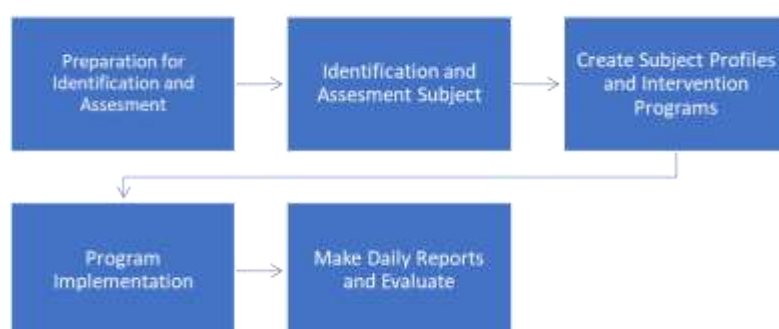 Preparation for
Identification and
Assesment
Identification and
Assesment Subject
Create Subject Profiles
and Intervention
Programs
Program
Implementation
Make Daily Reports
and Evaluate